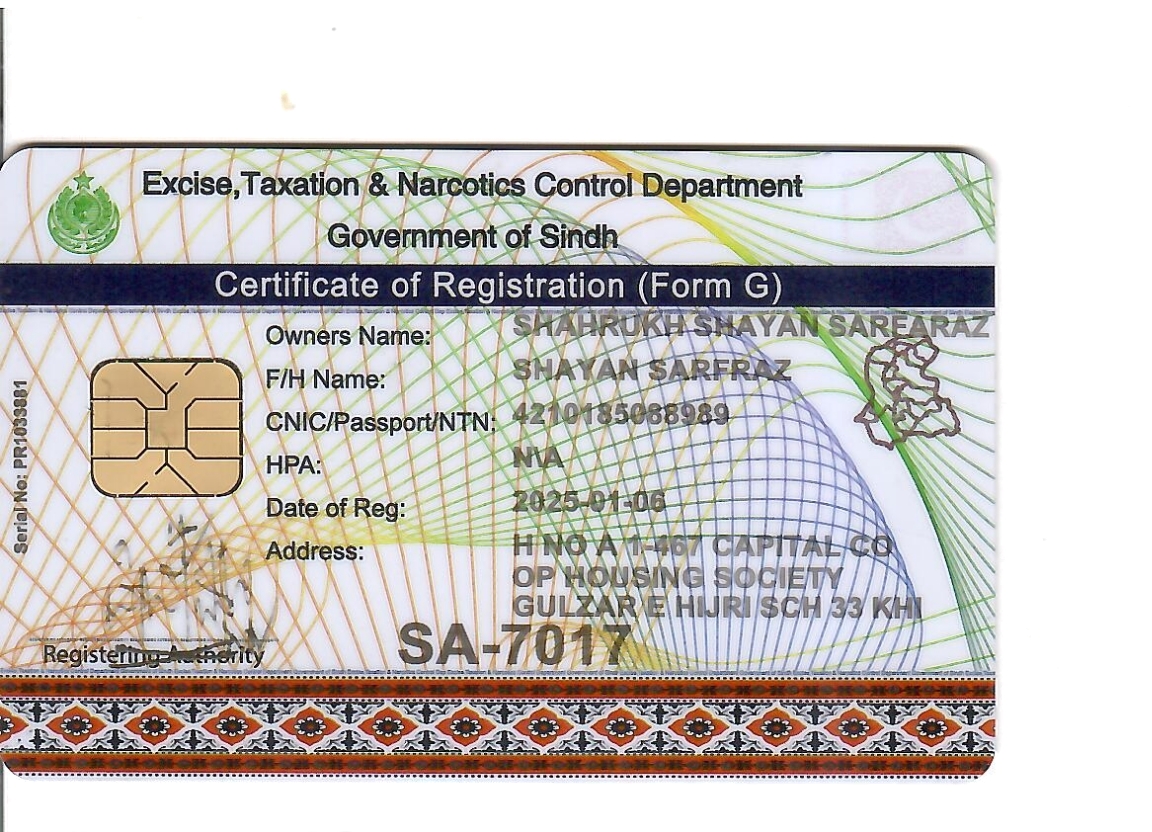 Excise,Taxation & Narcotics Control Department
Government of Sindh
Certificate of Registration (Form G)
Owners Name: SHAHRUKH SHAYAN SARFARAZ
F/H Name: SHAYAN SARFRAZ
CNIC/Passport/NTN: 4210185088989
HPA: N\A
Date of Reg: 2025-01-06
Address: H NO A 1-467 CAPITAL CO
OP HOUSING SOCIETY
GULZAR E HIJRI SCH 33 KHI
Serial No: PR1033881
Registering Authority
SA-7017